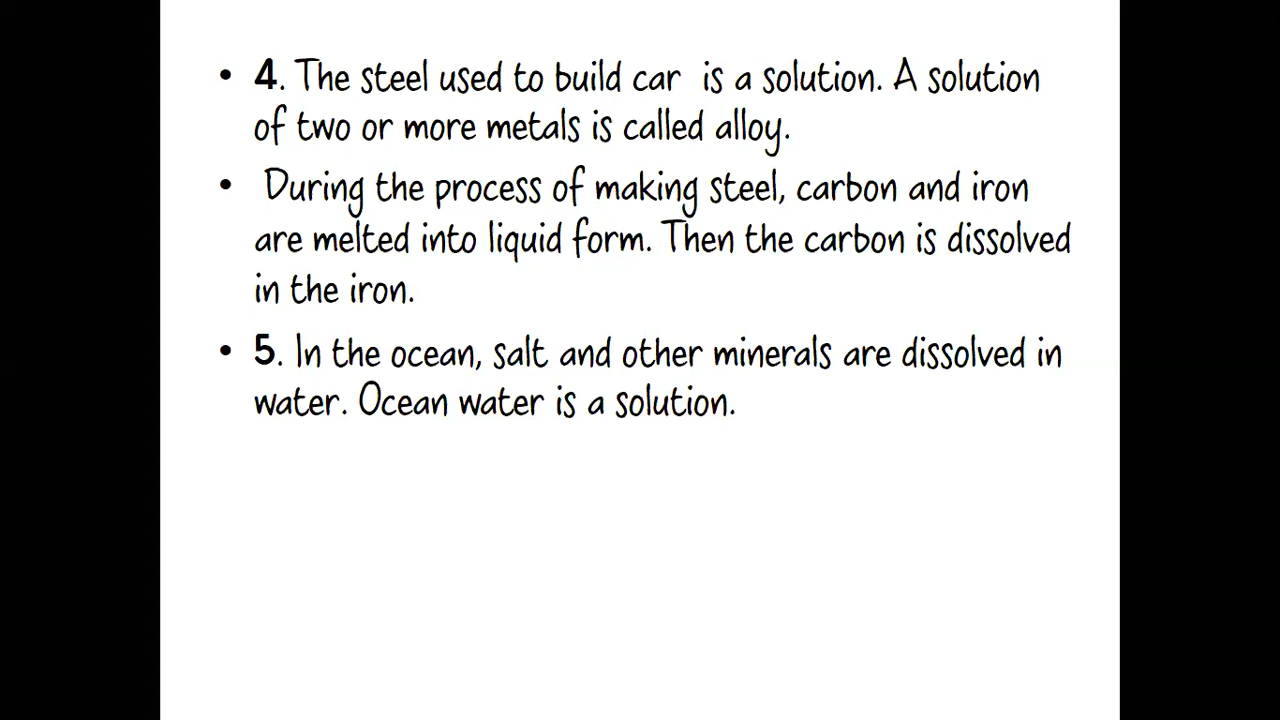 • 4. The steel used to build car  is a solution. A solution
of two or more metals is called alloy.
•  During the process of making steel, carbon and iron
are melted into liquid form. Then the carbon is dissolved
in the iron.
• 5. In the ocean, salt and other minerals are dissolved in
water. Ocean water is a solution.